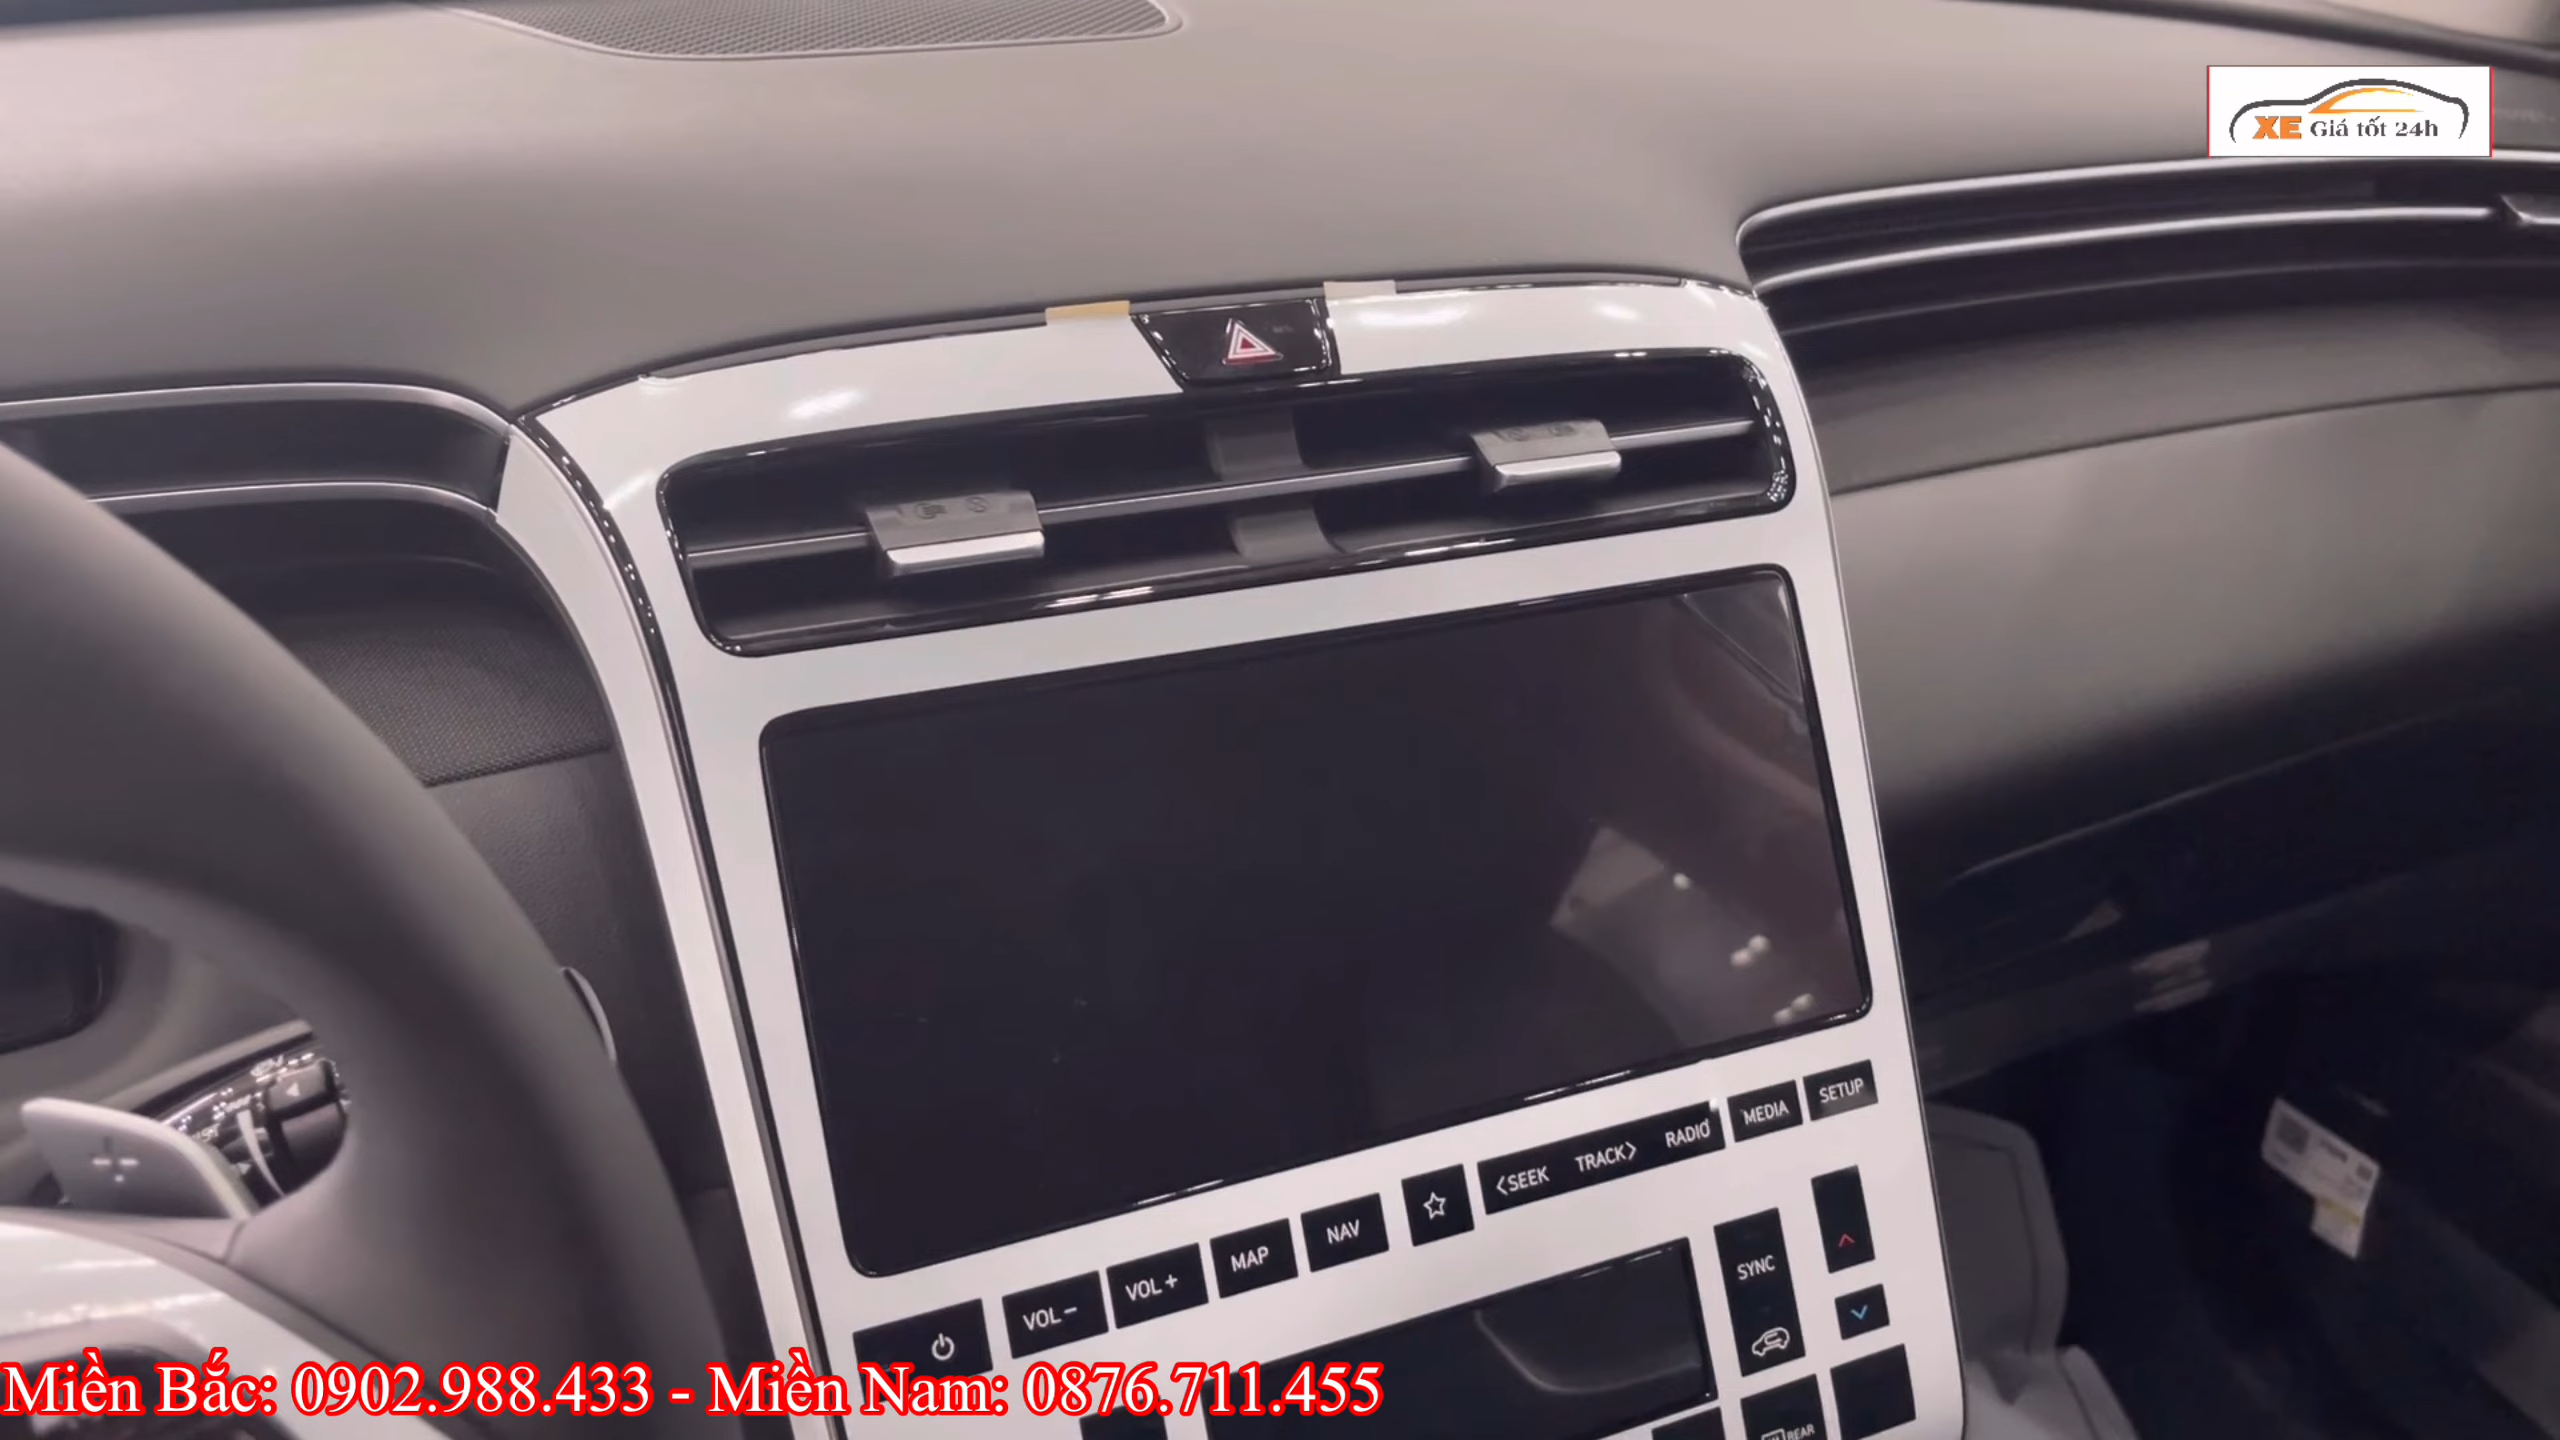 XE Giá tốt 24h
SETUP
MEDIA
RADIO
TRACK>
<SEEK
NAV
MAP
VOL +
VOL −
SYNC
REAR
Miền Bắc: 0902.988.433 - Miền Nam: 0876.711.455